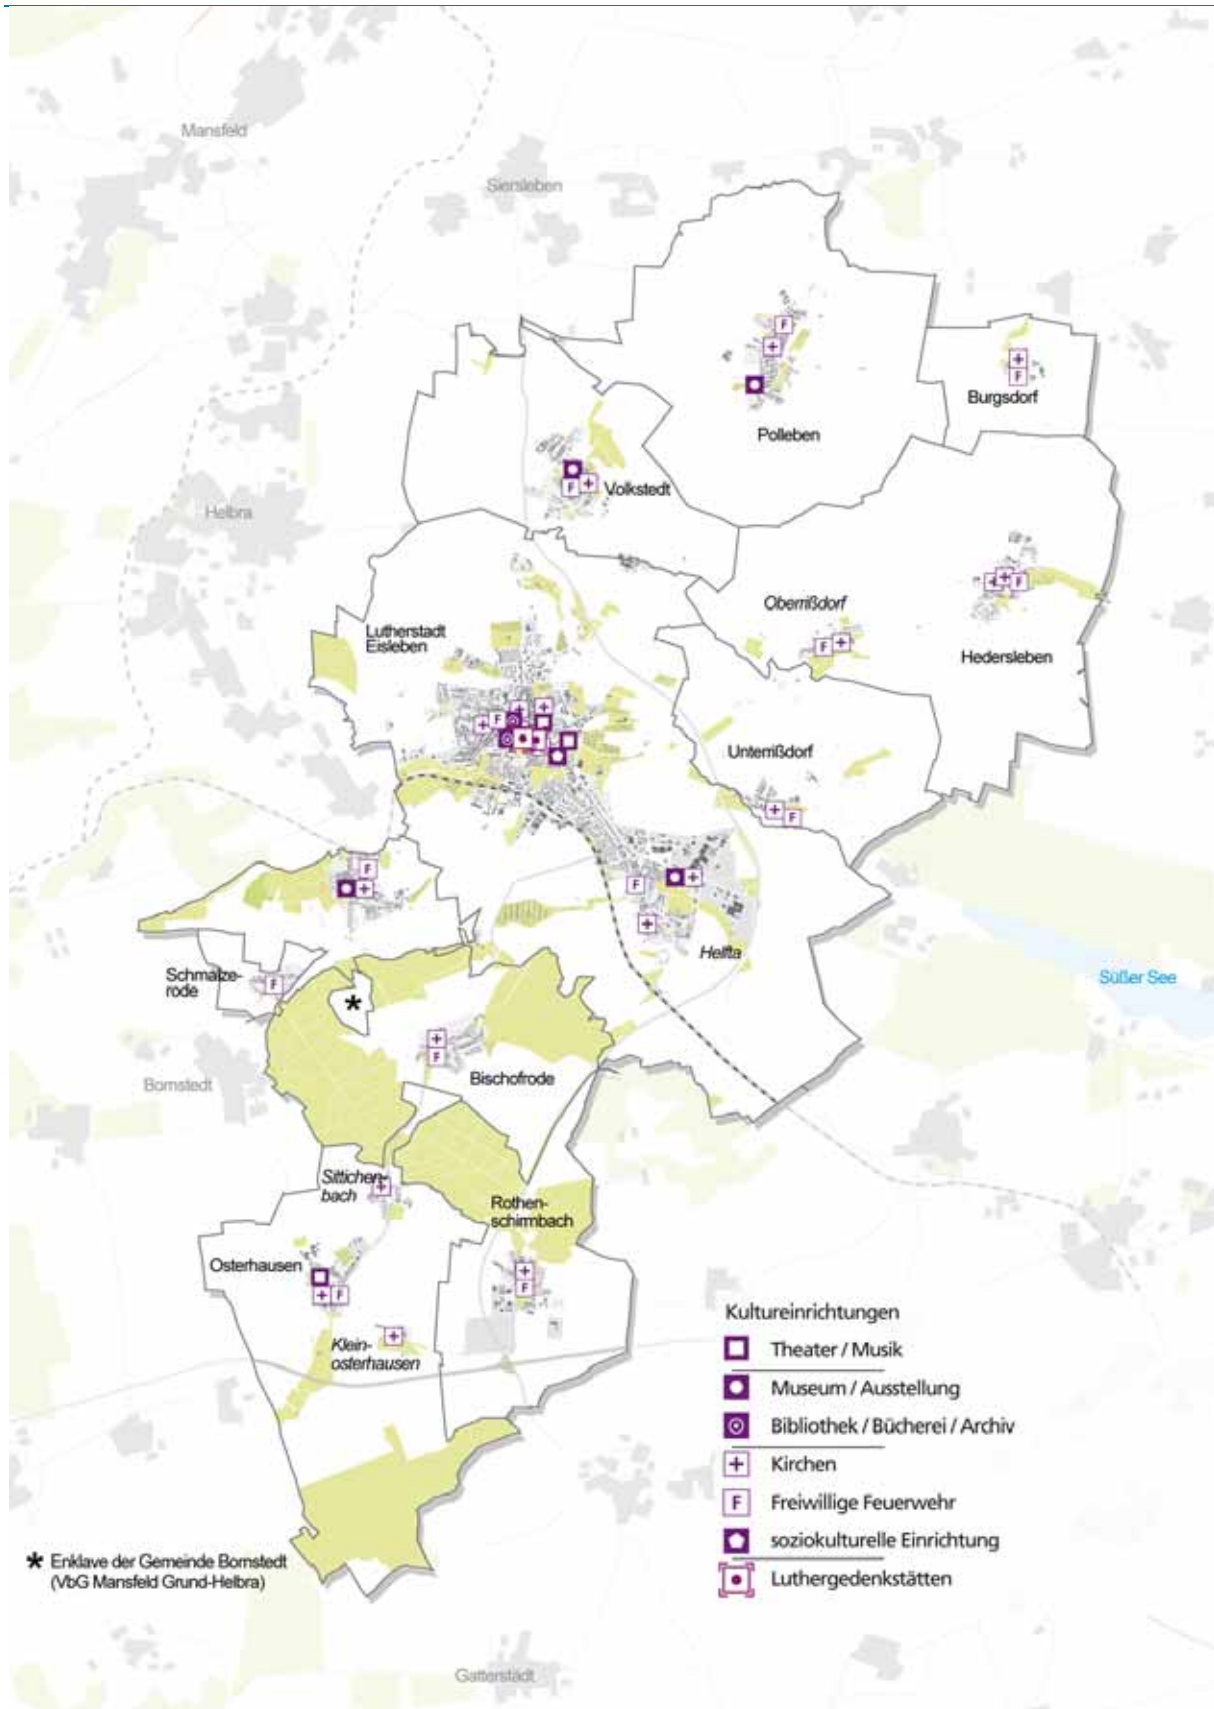 Mansfeld
Siersleben
Burgsdorf
Polleben
Volkstedt
Helbra
Oberrißdorf
Lutherstadt
Eisleben
Hedersleben
Unterrißdorf
Helfta
Schmalze-
rode
*
Süßer See
Bornstedt
Bischofrode
Sittichen-
bach
Rothen-
schirmbach
Osterhausen
Klein-
osterhausen
Kultureinrichtungen
Theater / Musik
Museum / Ausstellung
Bibliothek / Bücherei / Archiv
Kirchen
F Freiwillige Feuerwehr
soziokulturelle Einrichtung
Luthergedenkstätten
* Enklave der Gemeinde Bornstedt
(VbG Mansfeld Grund-Helbra)
Gatterstädt